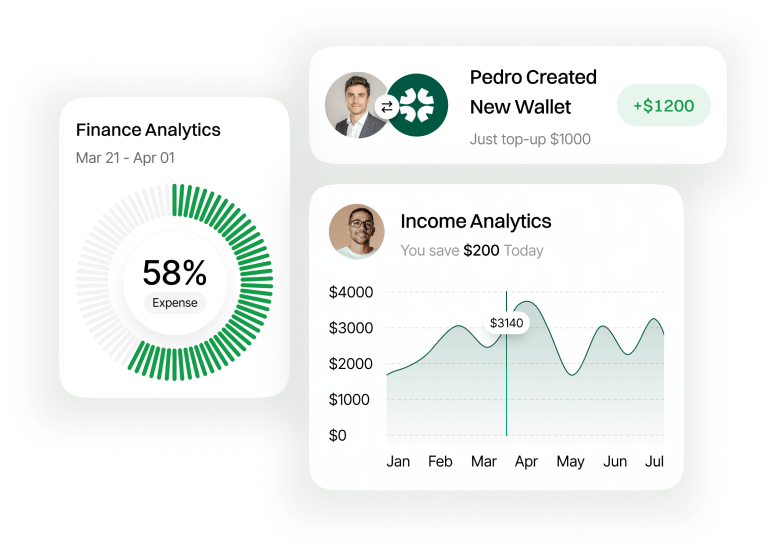 Finance Analytics
Mar 21 - Apr 01
58%
Expense
Pedro Created
New Wallet
Just top-up $1000
+$1200
Income Analytics
You save $200 Today
$4000
$3000
$2000
$1000
$0
$3140
Jan Feb Mar Apr May Jun Jul